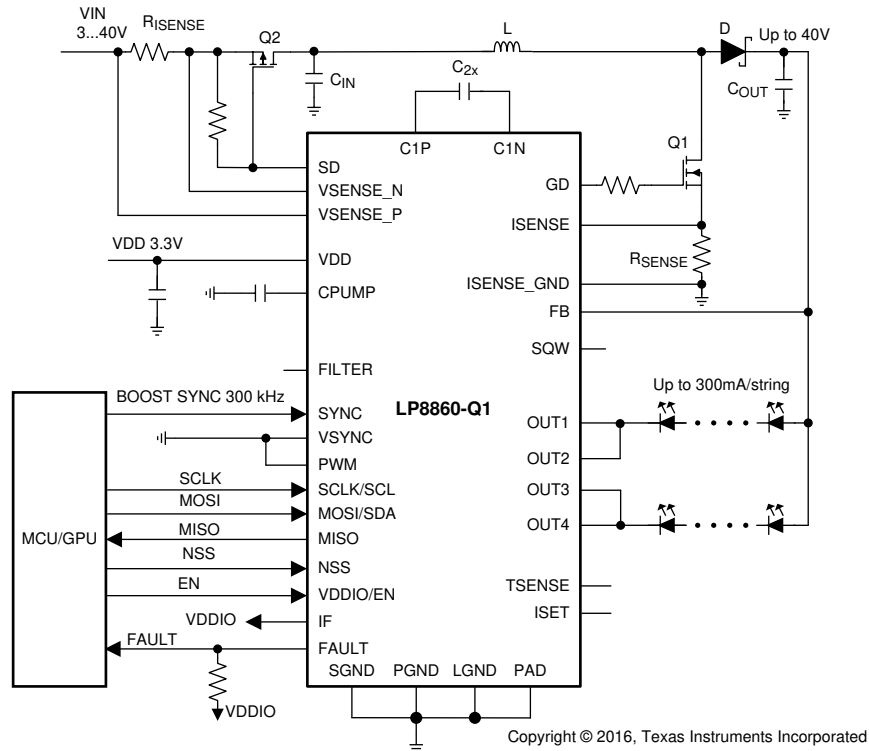 VIN
3...40V
RISENSE
Q2
L
D
Up to 40V
CIN
C2x
COUT
C1P
C1N
Q1
SD
VSENSE_N
VSENSE_P
GD
ISENSE
RSENSE
VDD 3.3V
VDD
ISENSE_GND
CPUMP
FB
SQW
FILTER
LP8860-Q1
Up to 300mA/string
BOOST SYNC 300 kHz
SYNC
OUT1
VSYNC
OUT2
PWM
SCLK
SCLK/SCL
OUT3
MOSI
MOSI/SDA
OUT4
MCU/GPU
MISO
MISO
NSS
NSS
EN
VDDIO/EN
TSENSE
VDDIO
IF
ISET
FAULT
FAULT
SGND
PGND
LGND
PAD
VDDIO
Copyright © 2016, Texas Instruments Incorporated